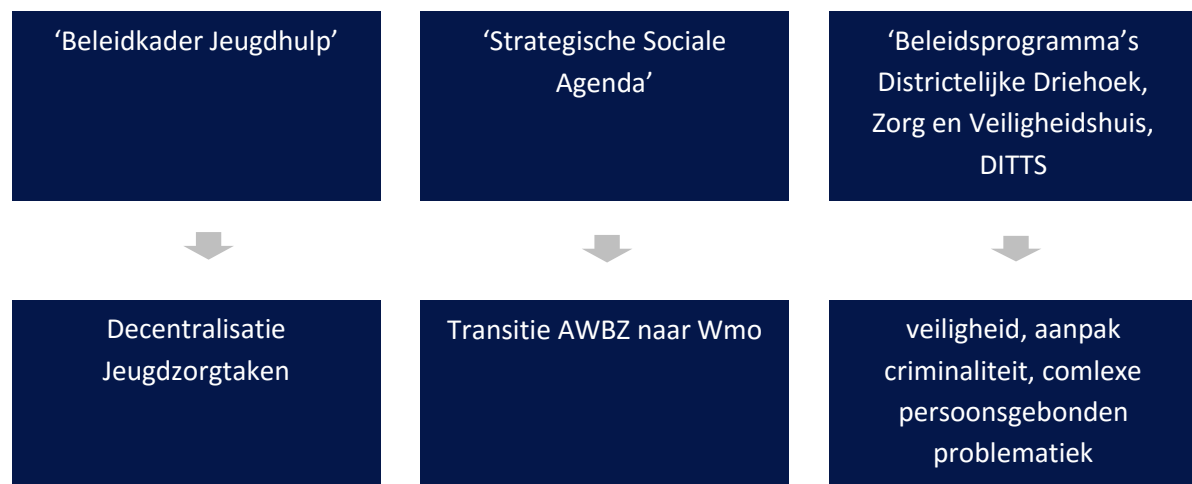 ‘Beleidkader Jeugdhulp’
‘Strategische Sociale
Agenda’
‘Beleidsprogramma’s
Districtelijke Driehoek,
Zorg en Veiligheidshuis,
DITTS
Decentralisatie
Jeugdzorgtaken
Transitie AWBZ naar Wmo
veiligheid, aanpak
criminaliteit, comlexe
persoonsgebonden
problematiek